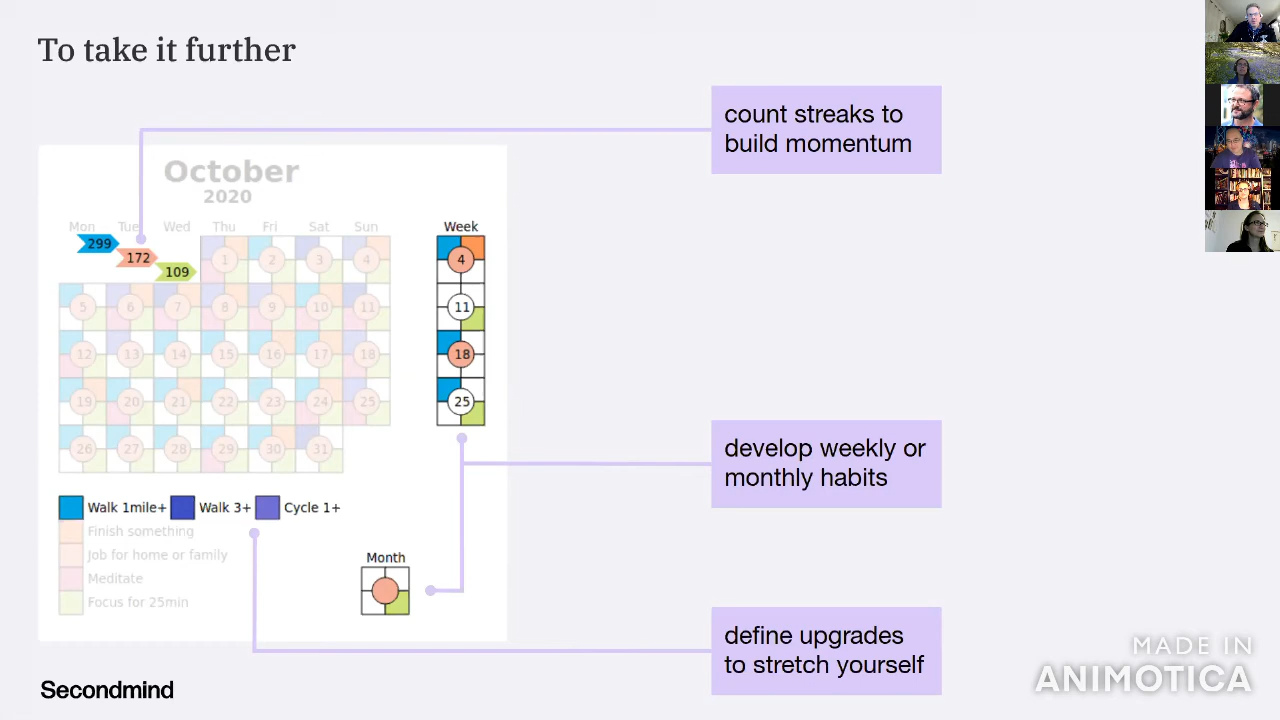 To take it further
count streaks to
build momentum
October
2020
Mon Tue Wed Thu Fri Sat Sun Week
299
172
109
1 2 3 4 4
5 6 7 8 9 10 11 11
12 13 14 15 16 17 18 18
19 20 21 22 23 24 25 25
26 27 28 29 30 31
develop weekly or
monthly habits
Walk 1mile+ Walk 3+ Cycle 1+
Finish something
Job for home or family
Meditate
Focus for 25min
Month
define upgrades
to stretch yourself
Secondmind
MADE IN
ANIMOTICA